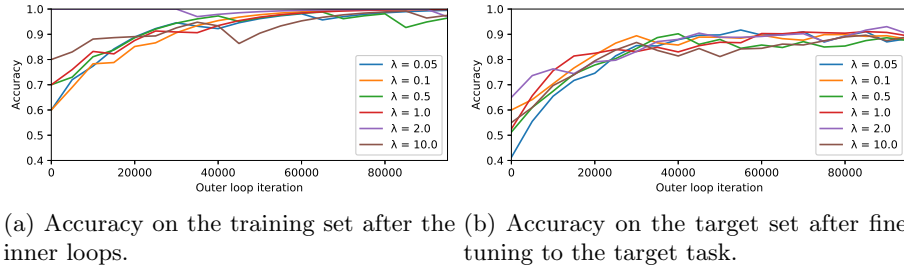 1.0
0.9
0.8
0.7
0.6
0.5
0.4
Accuracy
0
20000
40000
60000
80000
Outer loop iteration
λ = 0.05
λ = 0.1
λ = 0.5
λ = 1.0
λ = 2.0
λ = 10.0
1.0
0.9
0.8
0.7
0.6
0.5
0.4
Accuracy
0
20000
40000
60000
80000
Outer loop iteration
λ = 0.05
λ = 0.1
λ = 0.5
λ = 1.0
λ = 2.0
λ = 10.0
(a) Accuracy on the training set after the
inner loops.
(b) Accuracy on the target set after fine
tuning to the target task.